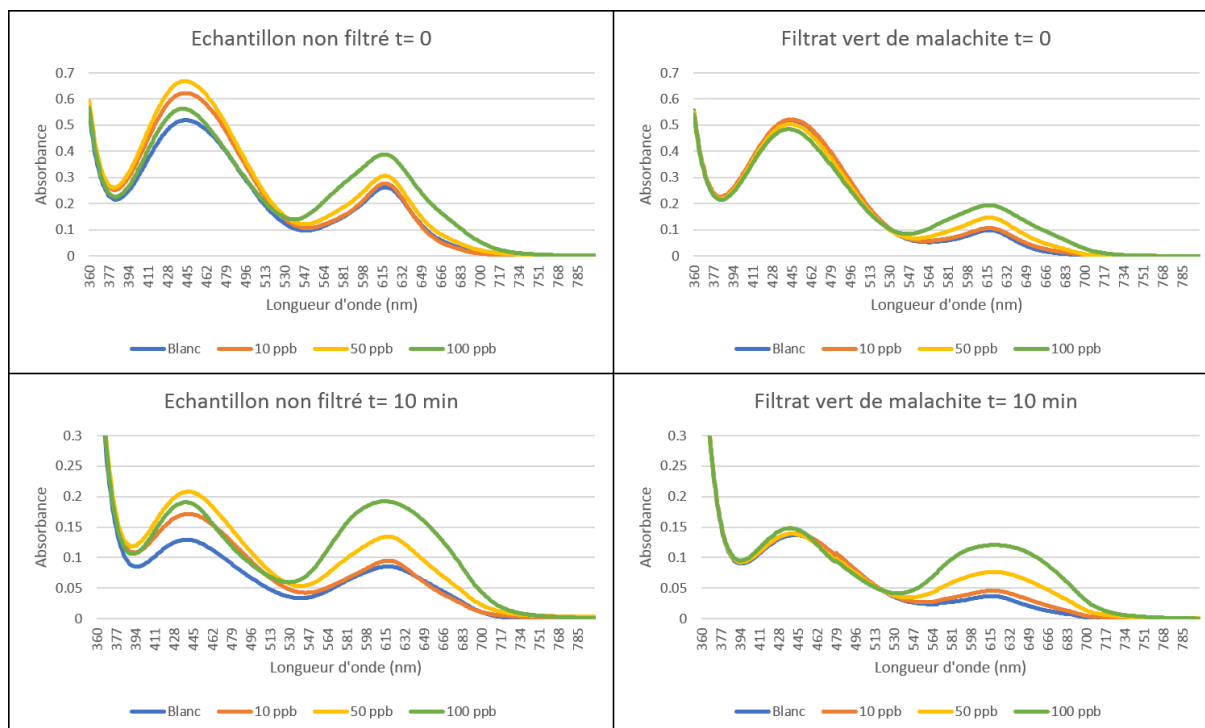 Echantillon non filtré t= 0
Absorbance
0.7
0.6
0.5
0.4
0.3
0.2
0.1
0
360 377 394 411 428 445 462 479 496 513 530 547 564 581 598 615 632 649 666 683 700 717 734 751 768 785
Longueur d'onde (nm)
Blanc 10 ppb 50 ppb 100 ppb
Filtrat vert de malachite t= 0
Absorbance
0.7
0.6
0.5
0.4
0.3
0.2
0.1
0
360 377 394 411 428 445 462 479 496 513 530 547 564 581 598 615 632 649 666 683 700 717 734 751 768 785
Longueur d'onde (nm)
Blanc 10 ppb 50 ppb 100 ppb
Echantillon non filtré t= 10 min
Absorbance
0.3
0.25
0.2
0.15
0.1
0.05
0
360 377 394 411 428 445 462 479 496 513 530 547 564 581 598 615 632 649 666 683 700 717 734 751 768 785
Longueur d'onde (nm)
Blanc 10 ppb 50 ppb 100 ppb
Filtrat vert de malachite t= 10 min
Absorbance
0.3
0.25
0.2
0.15
0.1
0.05
0
360 377 394 411 428 445 462 479 496 513 530 547 564 581 598 615 632 649 666 683 700 717 734 751 768 785
Longueur d'onde (nm)
Blanc 10 ppb 50 ppb 100 ppb